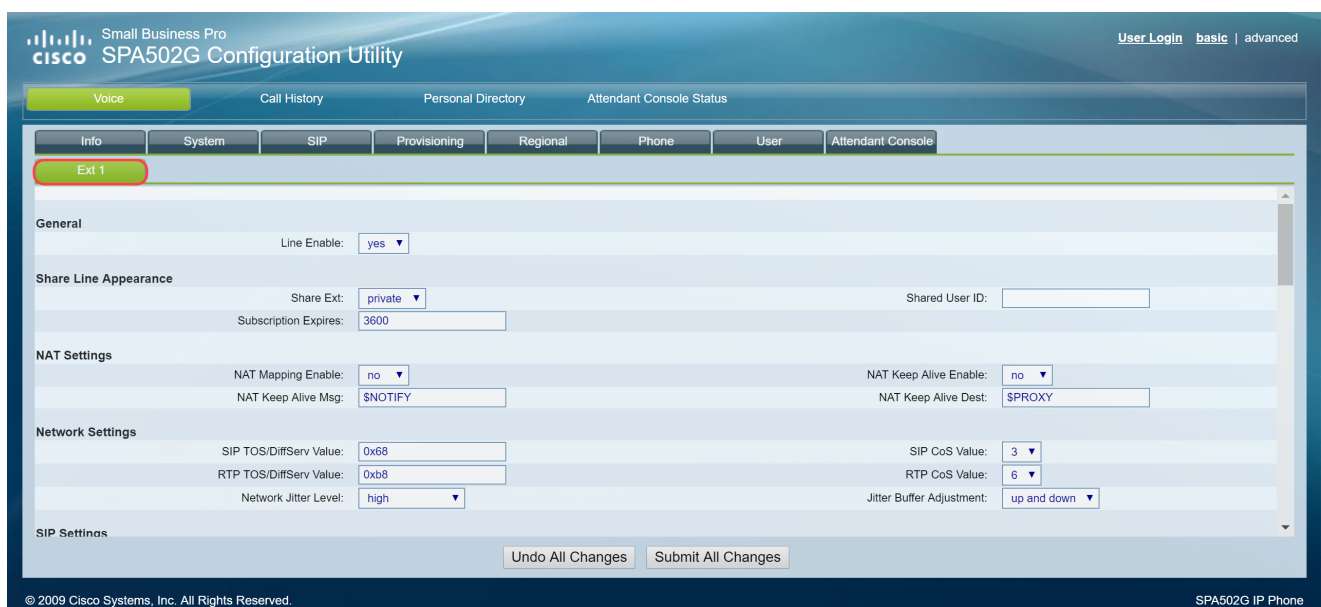 Small Business Pro
CISCO SPA502G Configuration Utility
User Login basic | advanced
Voice Call History Personal Directory Attendant Console Status
Info System SIP Provisioning Regional Phone User Attendant Console
Ext 1
General
Line Enable: yes
Share Line Appearance
Share Ext: private Shared User ID:
Subscription Expires: 3600
NAT Settings
NAT Mapping Enable: no NAT Keep Alive Enable: no
NAT Keep Alive Msg: $NOTIFY NAT Keep Alive Dest: $PROXY
Network Settings
SIP TOS/DiffServ Value: 0x68 SIP CoS Value: 3
RTP TOS/DiffServ Value: 0xb8 RTP CoS Value: 6
Network Jitter Level: high Jitter Buffer Adjustment: up and down
SIP Settings
Undo All Changes Submit All Changes
© 2009 Cisco Systems, Inc. All Rights Reserved. SPA502G IP Phone